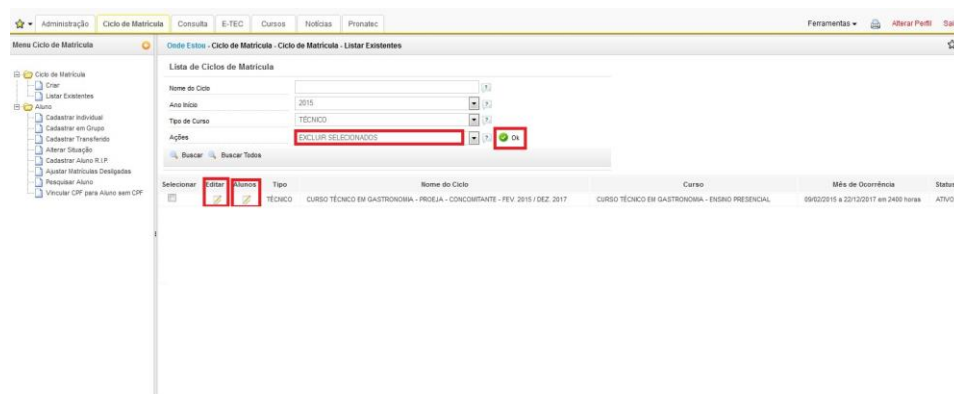 Administração Ciclo de Matrícula Consulta E-TEC Cursos Notícias Pronatec Ferramentas Alterar Perfil Sai
Menu Ciclo de Matrícula
Onde Estou - Ciclo de Matrícula - Ciclo de Matrícula - Listar Existentes
Ciclo de Matrícula
Criar
Listar Existentes
Aluno
Cadastrar Individual
Cadastrar em Grupo
Cadastrar Transferido
Alterar Situação
Cadastrar Aluno R.I.P.
Ajustar Matrículas Desligadas
Pesquisar Aluno
Vincular CPF para Aluno sem CPF
Lista de Ciclos de Matrícula
Nome do Ciclo [?]
Ano Início 2015 [?]
Tipo de Curso TÉCNICO [?]
Ações EXCLUIR SELECIONADOS [?] Ok
Buscar Buscar Todos
Selecionar Editar Alunos Tipo Nome do Ciclo Curso Mês de Ocorrência Status
TÉCNICO CURSO TÉCNICO EM GASTRONOMIA - PROEJA - CONCOMITANTE - FEV. 2015 / DEZ. 2017 CURSO TÉCNICO EM GASTRONOMIA - ENSINO PRESENCIAL 09/02/2015 a 22/12/2017 em 2400 horas ATIVO